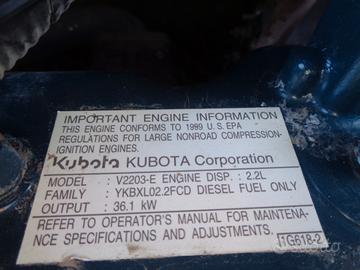 IMPORTANT ENGINE INFORMATION
THIS ENGINE CONFORMS TO 1999 U.S. EPA
REGULATIONS FOR LARGE NONROAD COMPRESSION-
IGNITION ENGINES.
Kubota KUBOTA Corporation
MODEL : V2203-E ENGINE DISP. : 2.2L
FAMILY : YKBXL02.2FCD DIESEL FUEL ONLY
OUTPUT : 36.1 kW
REFER TO OPERATOR'S MANUAL FOR MAINTENA-
NCE SPECIFICATIONS AND ADJUSTMENTS.
1G618-2